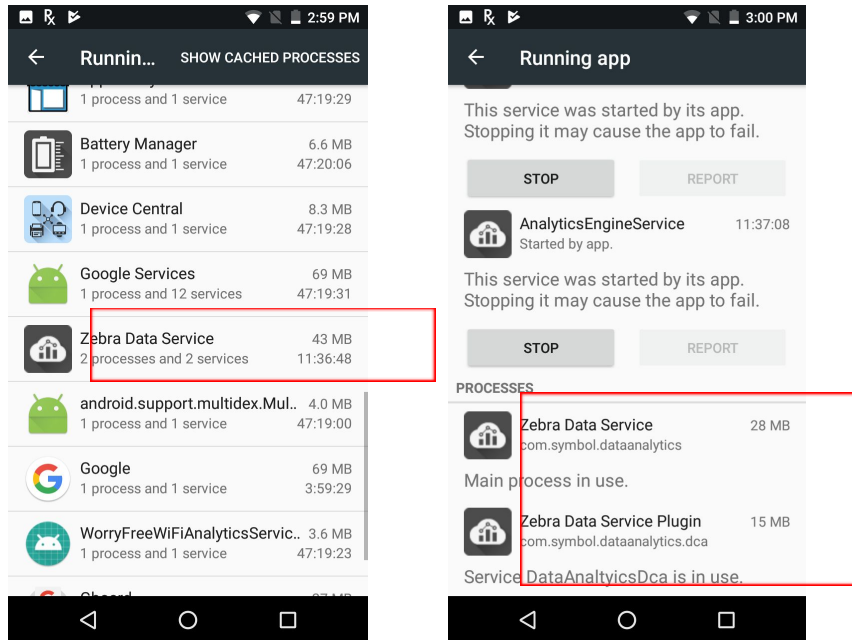 2:59 PM
Runnin... SHOW CACHED PROCESSES
1 process and 1 service 47:19:29
Battery Manager 6.6 MB
1 process and 1 service 47:20:06
Device Central 8.3 MB
1 process and 1 service 47:19:28
Google Services 69 MB
1 process and 12 services 47:19:31
Zebra Data Service 43 MB
2 processes and 2 services 11:36:48
android.support.multidex.Mul.. 4.0 MB
1 process and 1 service 47:19:00
Google 69 MB
1 process and 1 service 3:59:29
WorryFreeWiFiAnalyticsServic.. 3.6 MB
1 process and 1 service 47:19:23
3:00 PM
Running app
This service was started by its app.
Stopping it may cause the app to fail.
STOP REPORT
AnalyticsEngineService 11:37:08
Started by app.
This service was started by its app.
Stopping it may cause the app to fail.
STOP REPORT
PROCESSES
Zebra Data Service 28 MB
com.symbol.dataanalytics
Main process in use.
Zebra Data Service Plugin 15 MB
com.symbol.dataanalytics.dca
Service DataAnaltyicsDca is in use.